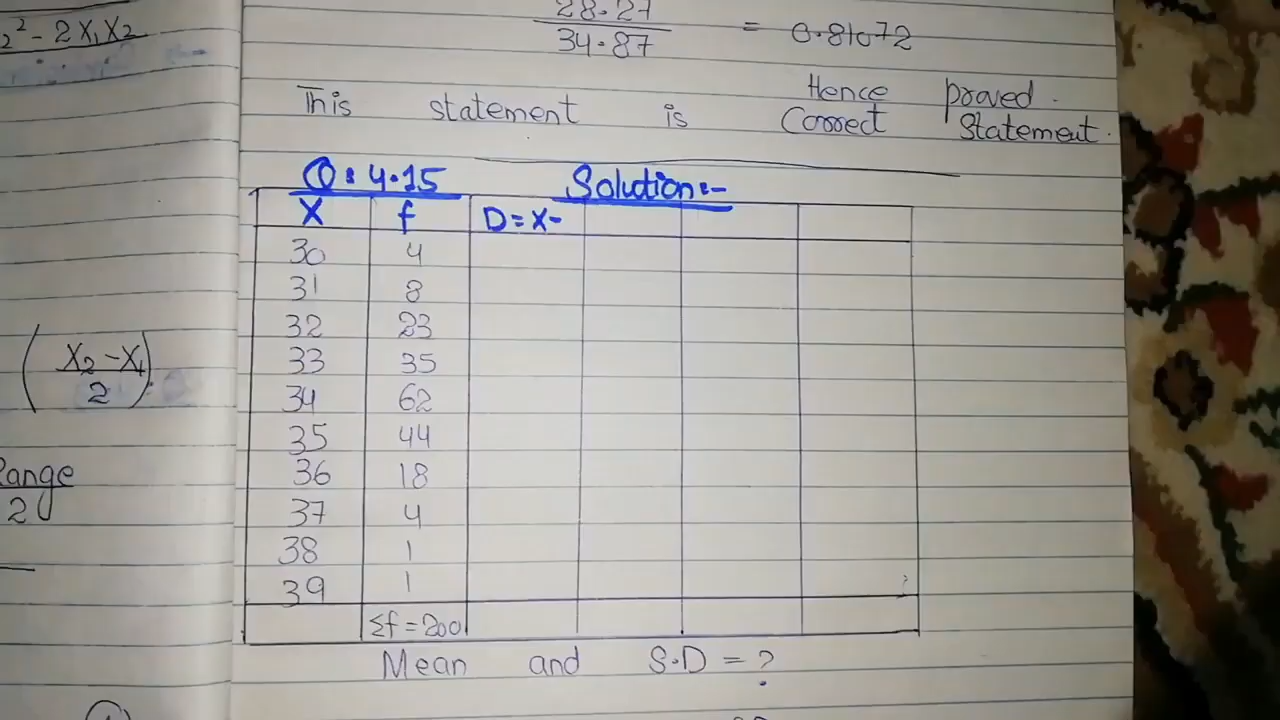 2² - 2X₁X₂
(X₂ - X₁ / 2)
Range
2
28.27
34.87 = 0.81072
Hence proved.
This statement is Correct Statement.
Q: 4.15 Solution:-
X f D = X-
30 4
31 8
32 23
33 35
34 62
35 44
36 18
37 4
38 1
39 1
Σf = 200
Mean and S.D = ?